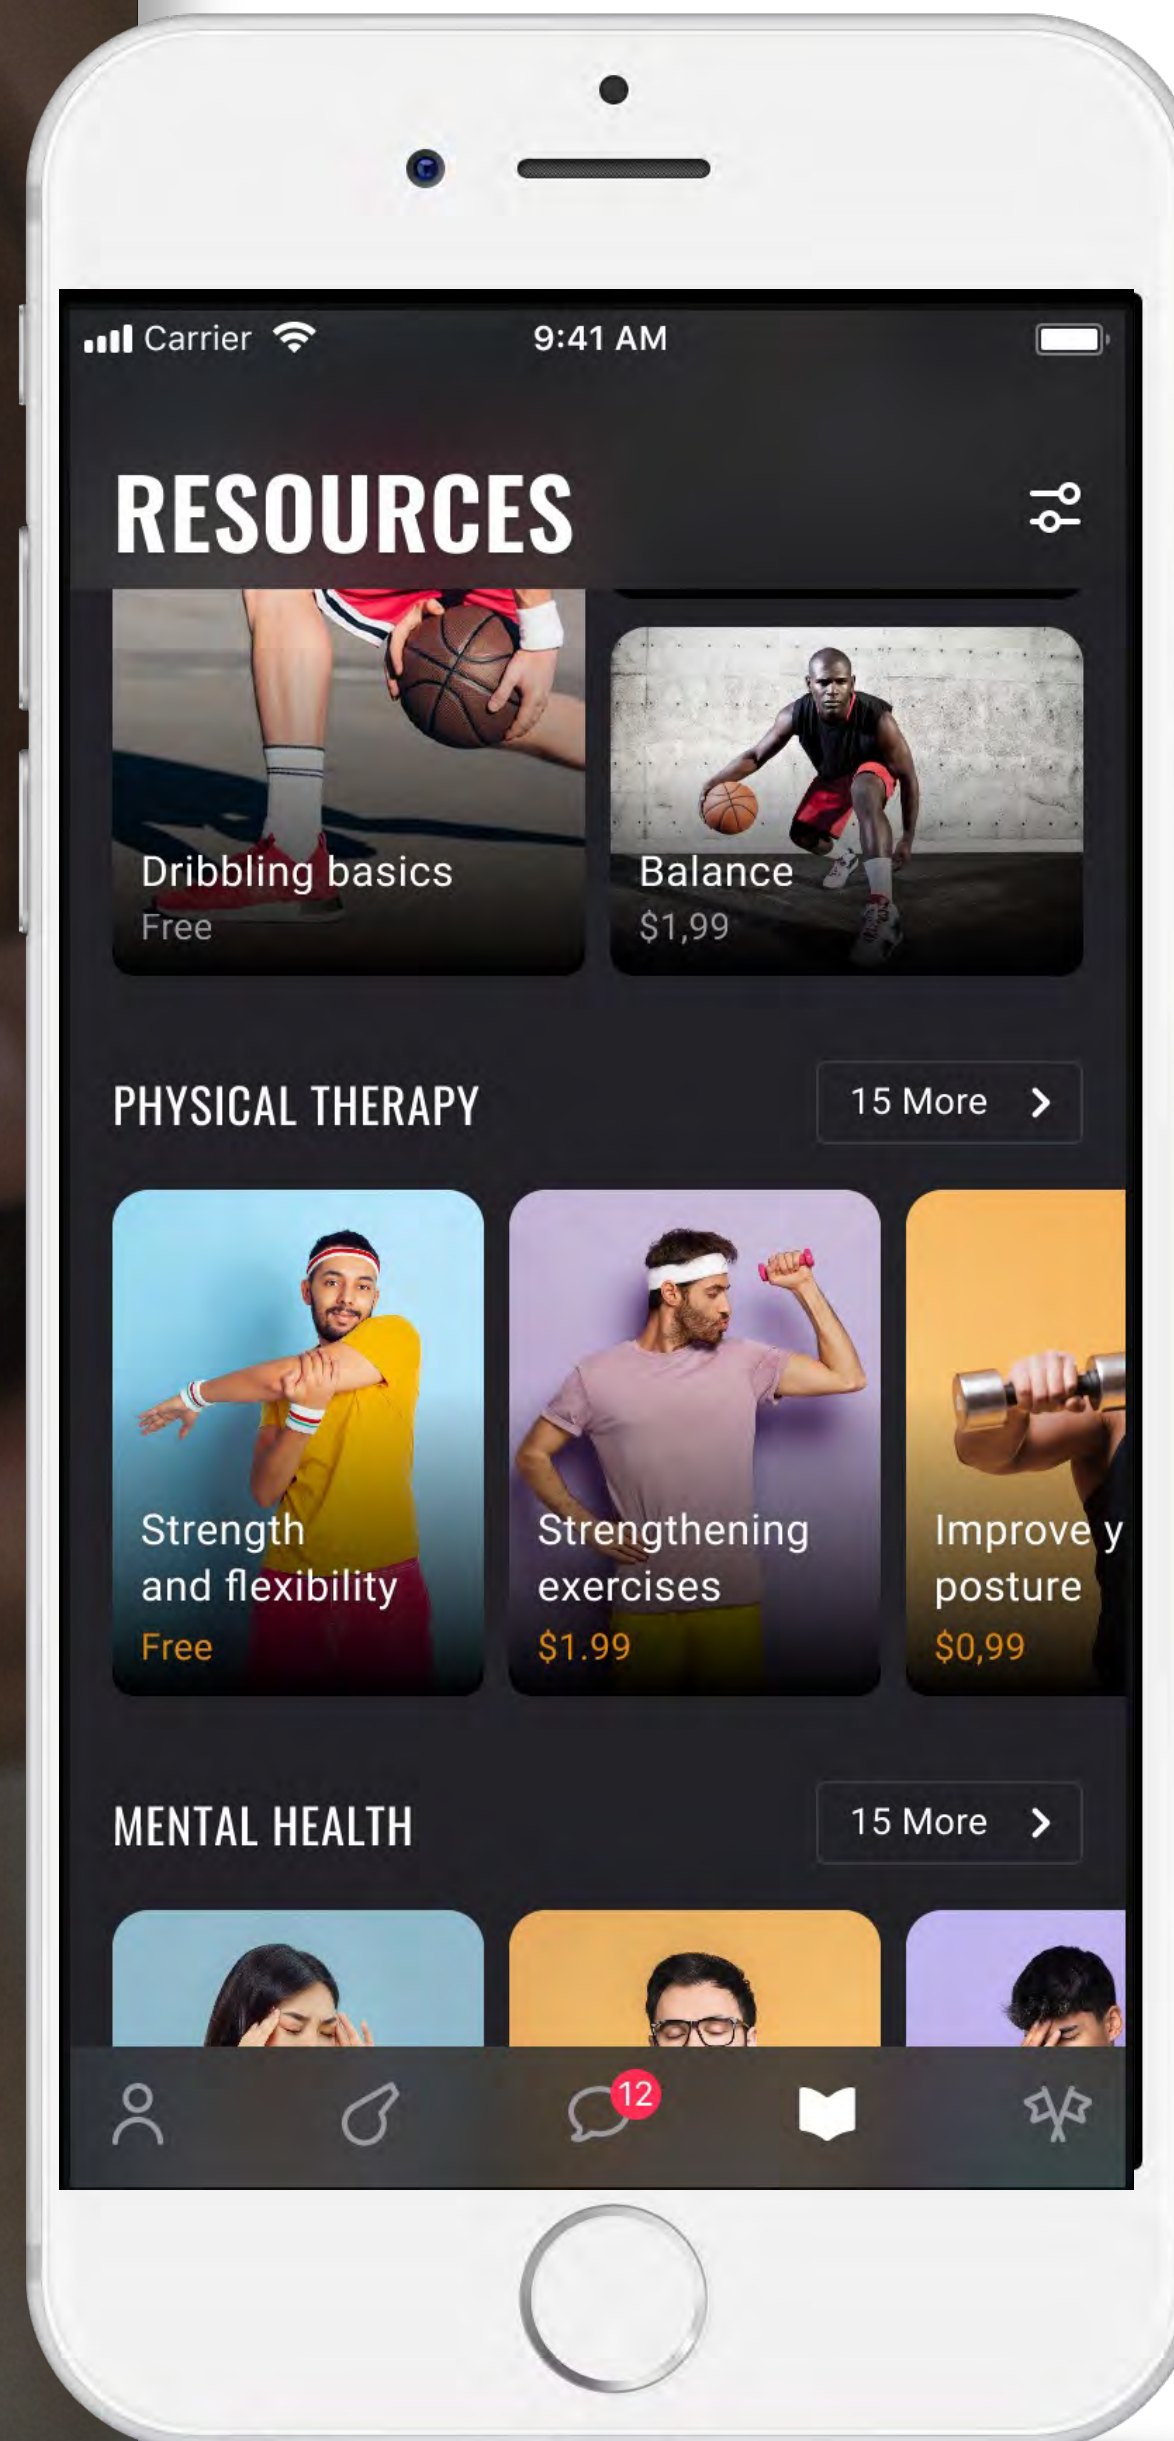 Carrier
9:41 AM
RESOURCES
Dribbling basics
Free
Balance
$1,99
PHYSICAL THERAPY
15 More
Strength
and flexibility
Free
Strengthening
exercises
$1.99
Improve y
posture
$0,99
MENTAL HEALTH
15 More
12